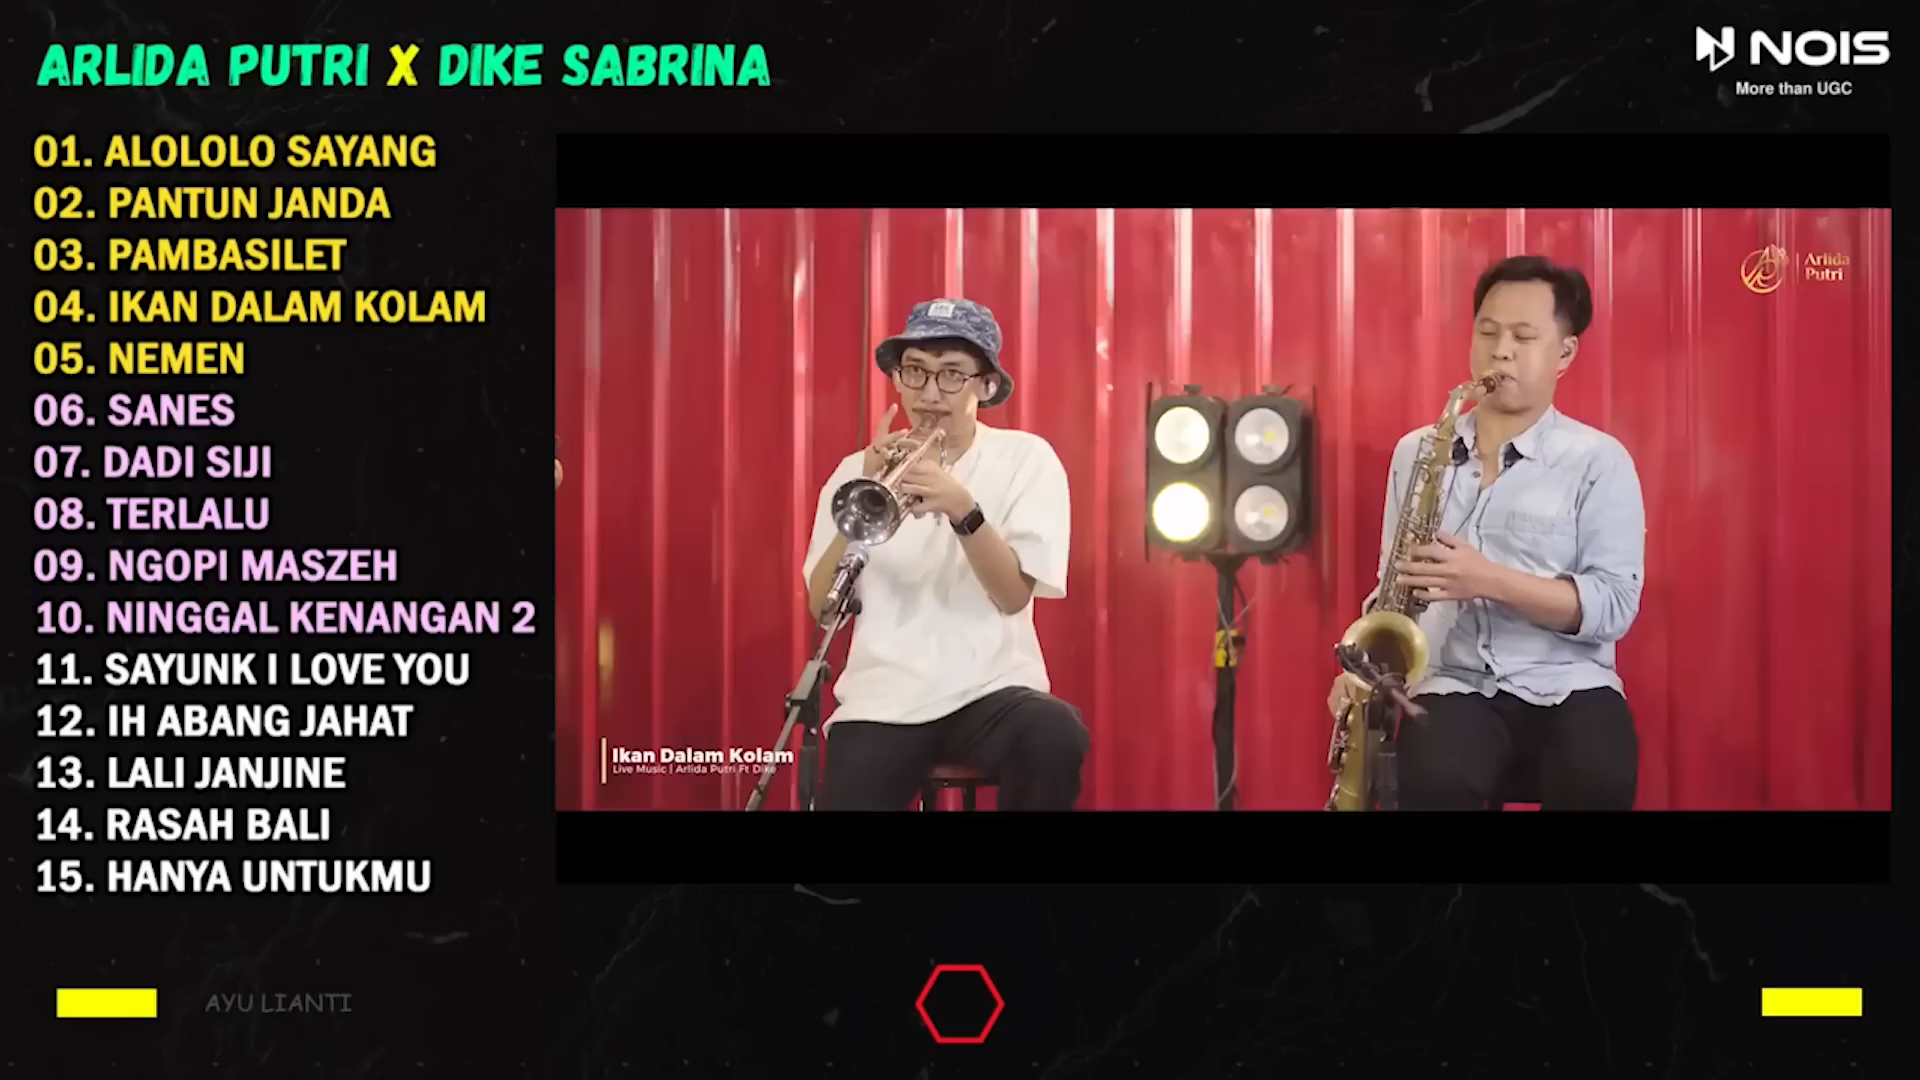 ARLIDA PUTRI X DIKE SABRINA
NOIS
More than UGC
01. ALOLOLO SAYANG
02. PANTUN JANDA
03. PAMBASILET
04. IKAN DALAM KOLAM
05. NEMEN
06. SANES
07. DADI SIJI
08. TERLALU
09. NGOPI MASZEH
10. NINGGAL KENANGAN 2
11. SAYUNK I LOVE YOU
12. IH ABANG JAHAT
13. LALI JANJINE
14. RASAH BALI
15. HANYA UNTUKMU
Arlida
Putri
Ikan Dalam Kolam
Live Music | Arlida Putri Ft Dike
AYU LIANTI